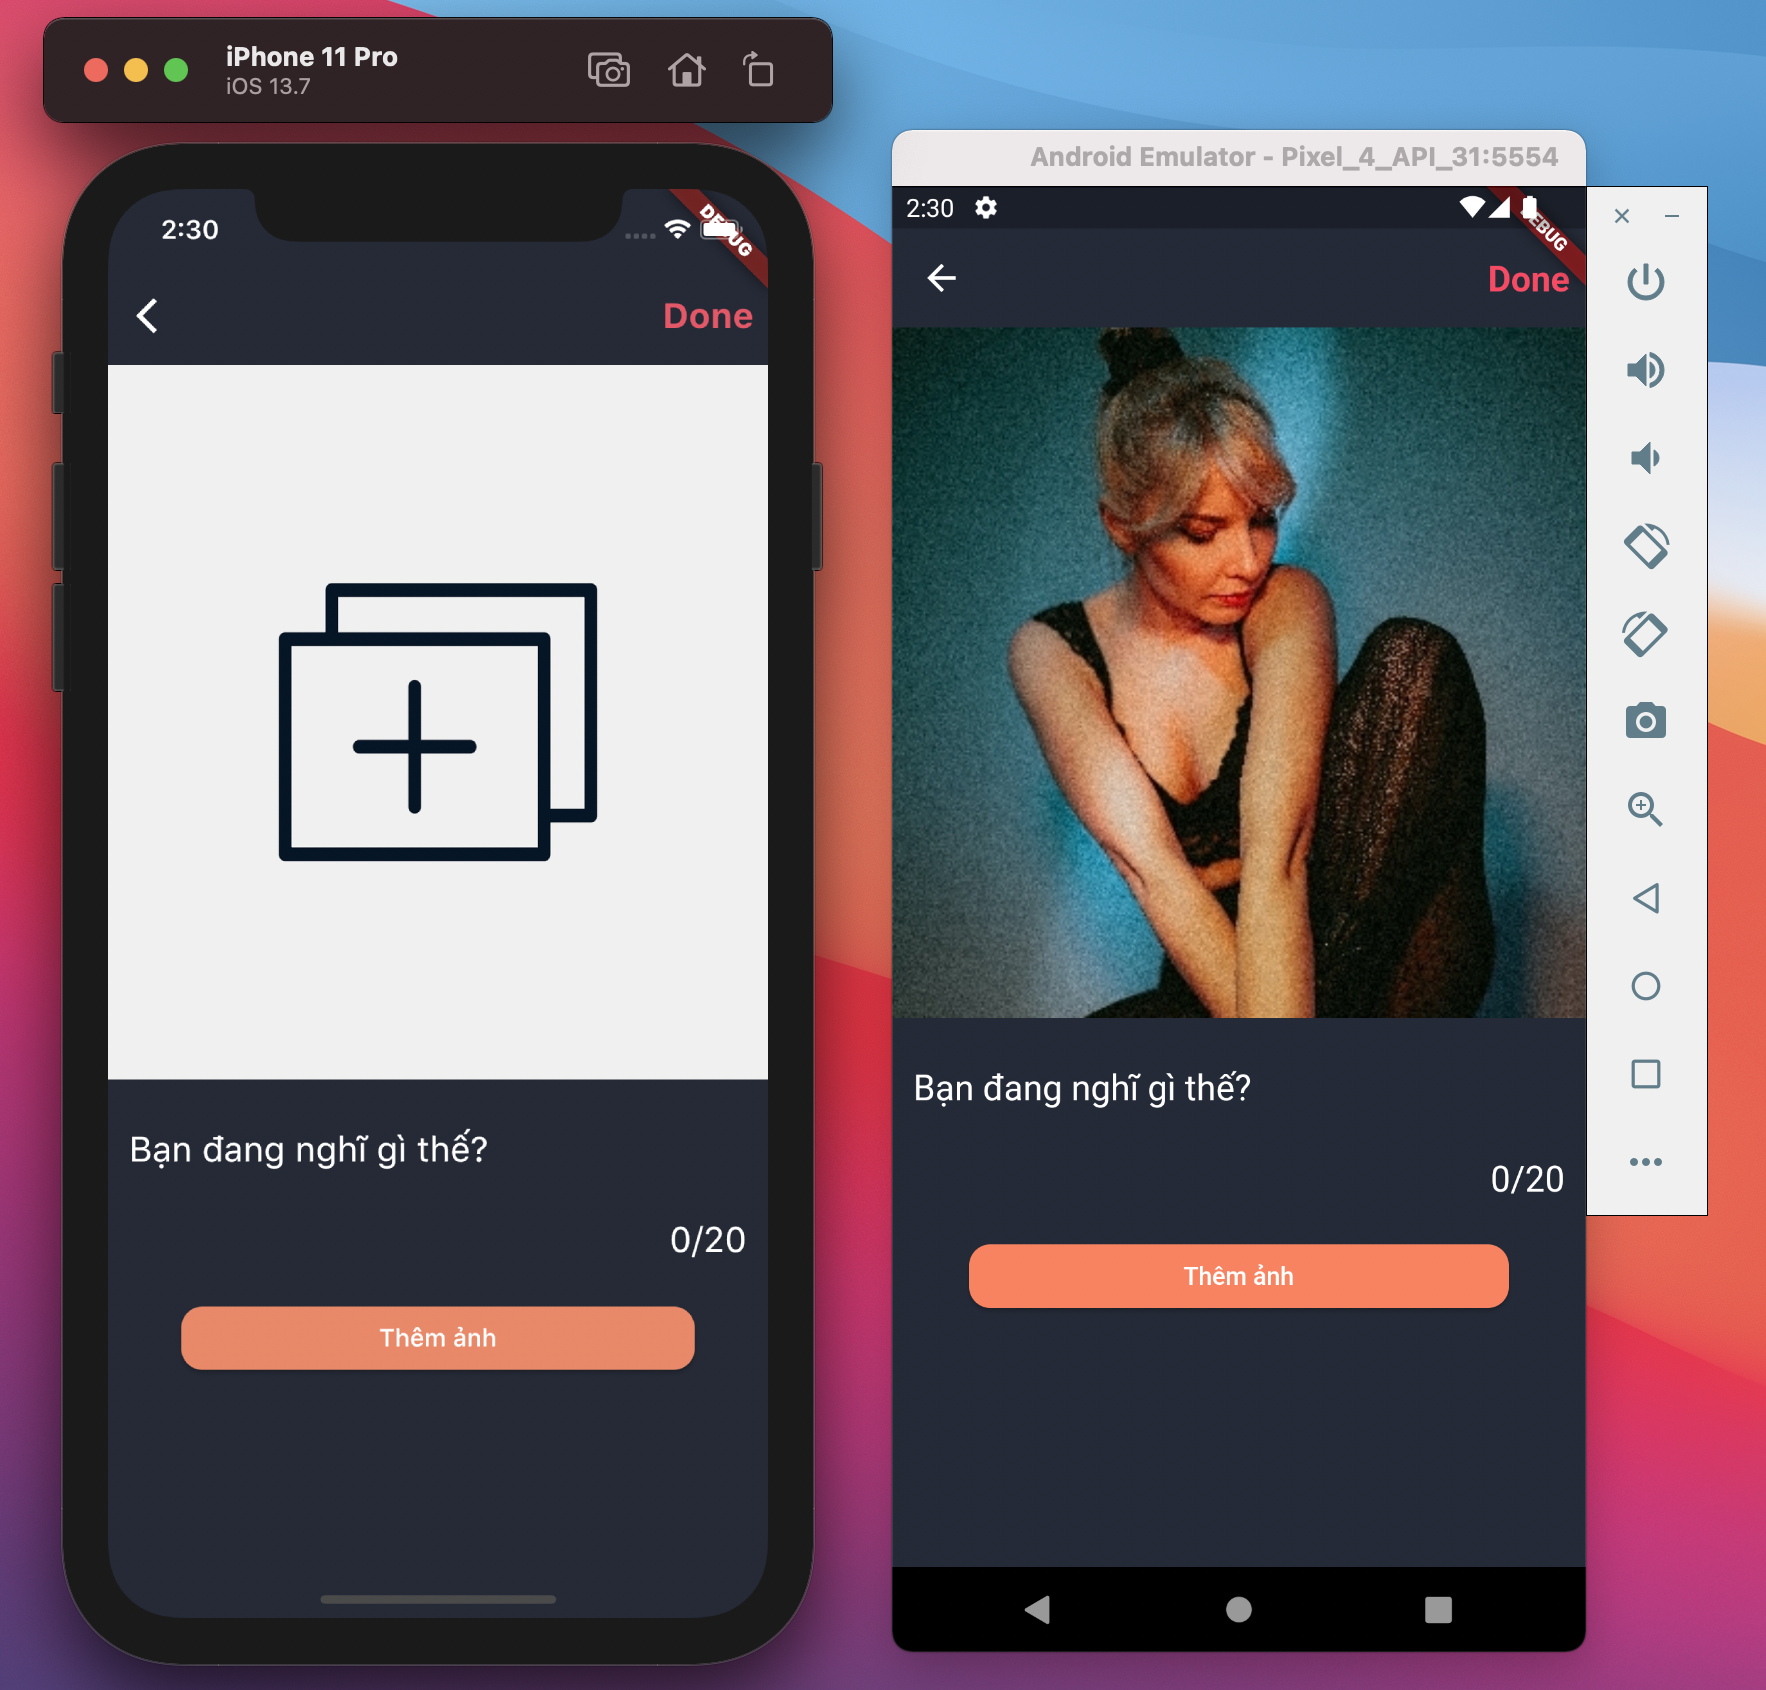 iPhone 11 Pro
iOS 13.7
2:30
DEBUG
Done
Bạn đang nghĩ gì thế?
0/20
Thêm ảnh
Android Emulator - Pixel_4_API_31:5554
2:30
DEBUG
Done
Bạn đang nghĩ gì thế?
0/20
Thêm ảnh